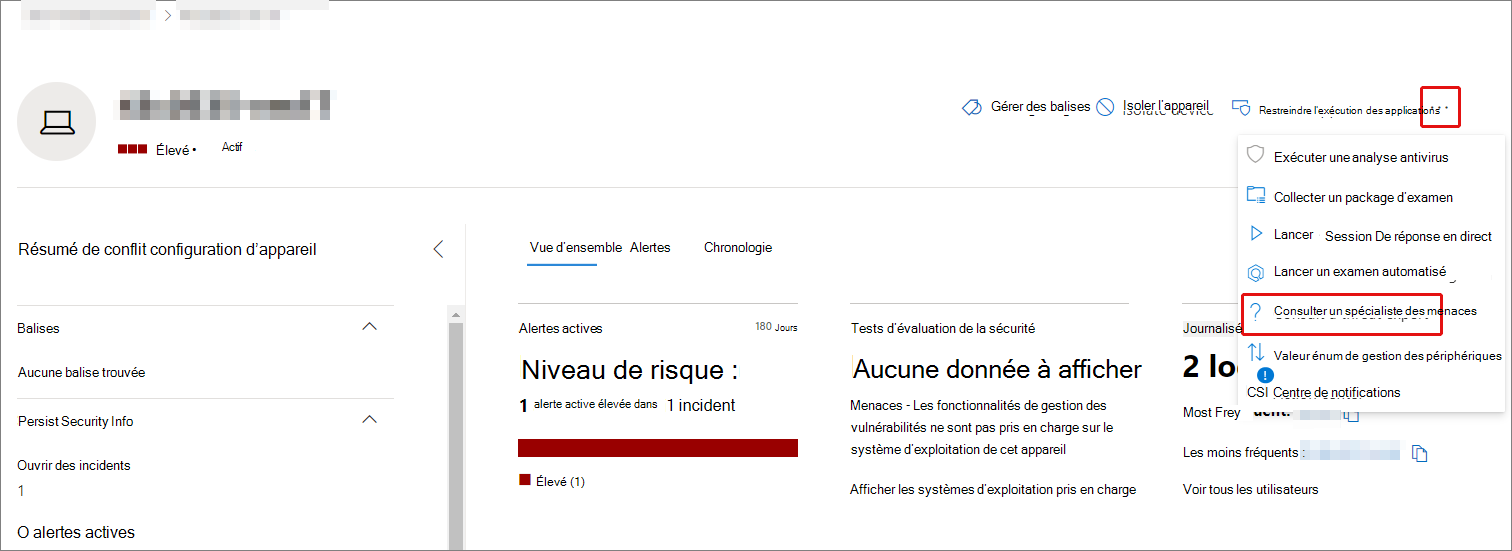 Gérer des balises
Isoler l'appareil
Restreindre l'exécution des applications
Élevé • Actif
Exécuter une analyse antivirus
Collecter un package d'examen
Lancer Session De réponse en direct
Lancer un examen automatisé
Consulter un spécialiste des menaces
Valeur énum de gestion des périphériques
CSI Centre de notifications
Résumé de conflit configuration d'appareil
Balises
Aucune balise trouvée
Persist Security Info
Ouvrir des incidents
1
O alertes actives
Vue d'ensemble Alertes Chronologie
Alertes actives 180 Jours
Niveau de risque :
1 alerte active élevée dans 1 incident
Élevé (1)
Tests d'évaluation de la sécurité
Aucune donnée à afficher
Menaces - Les fonctionnalités de gestion des
vulnérabilités ne sont pas pris en charge sur le
système d'exploitation de cet appareil
Afficher les systèmes d'exploitation pris en charge
Journalisé
2 lo
Most Frey uent:
Les moins fréquents :
Voir tous les utilisateurs